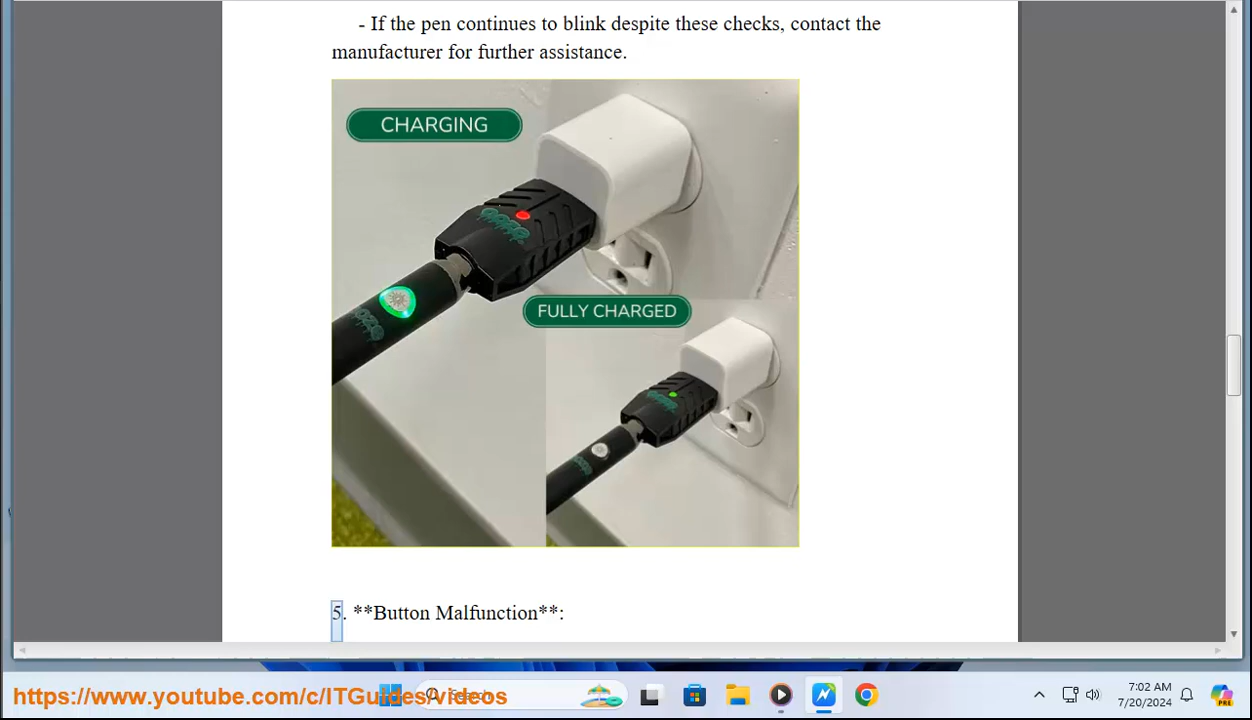 - If the pen continues to blink despite these checks, contact the
manufacturer for further assistance.
CHARGING
FULLY CHARGED
5. **Button Malfunction**:
https://www.youtube.com/c/ITGuides/videos
7:02 AM
7/20/2024
PRE